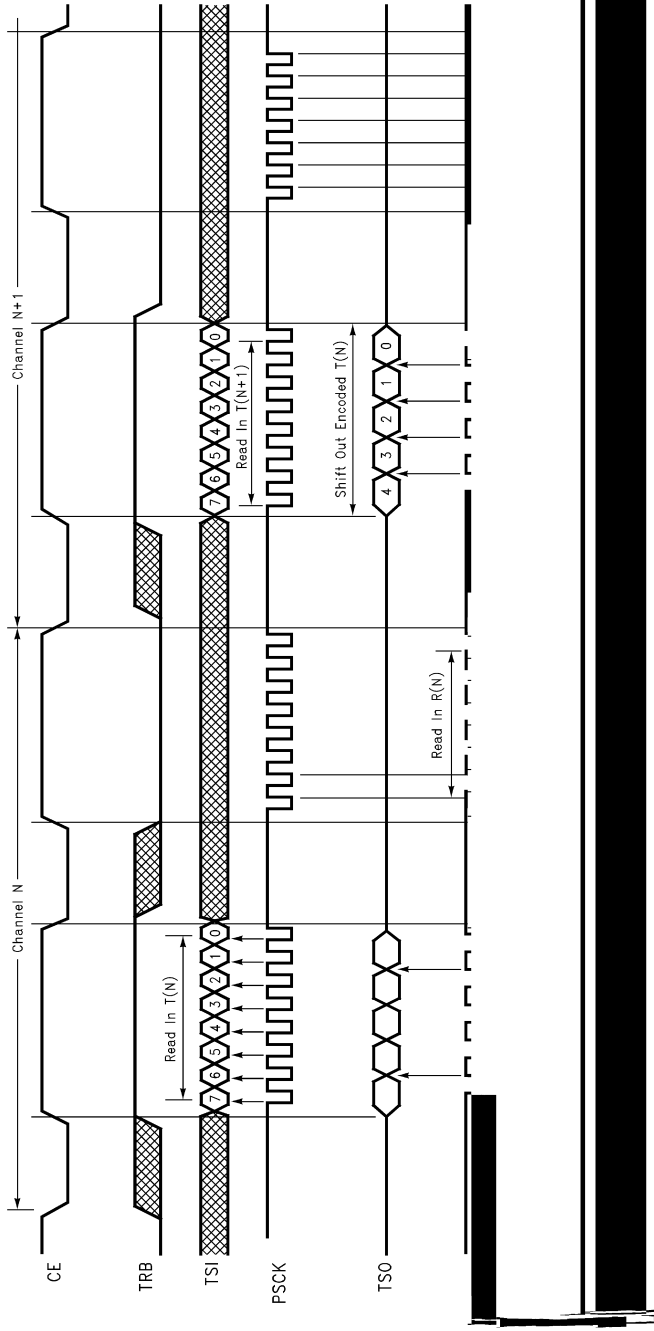 Channel N
Channel N+1
CE
TRB
TSI
7 6 5 4 3 2 1 0
7 6 5 4 3 2 1 0
Read In T(N)
Read In T(N+1)
PSCK
Shift Out Encoded T(N)
TSO
4 3 2 1 0
Read In R(N)